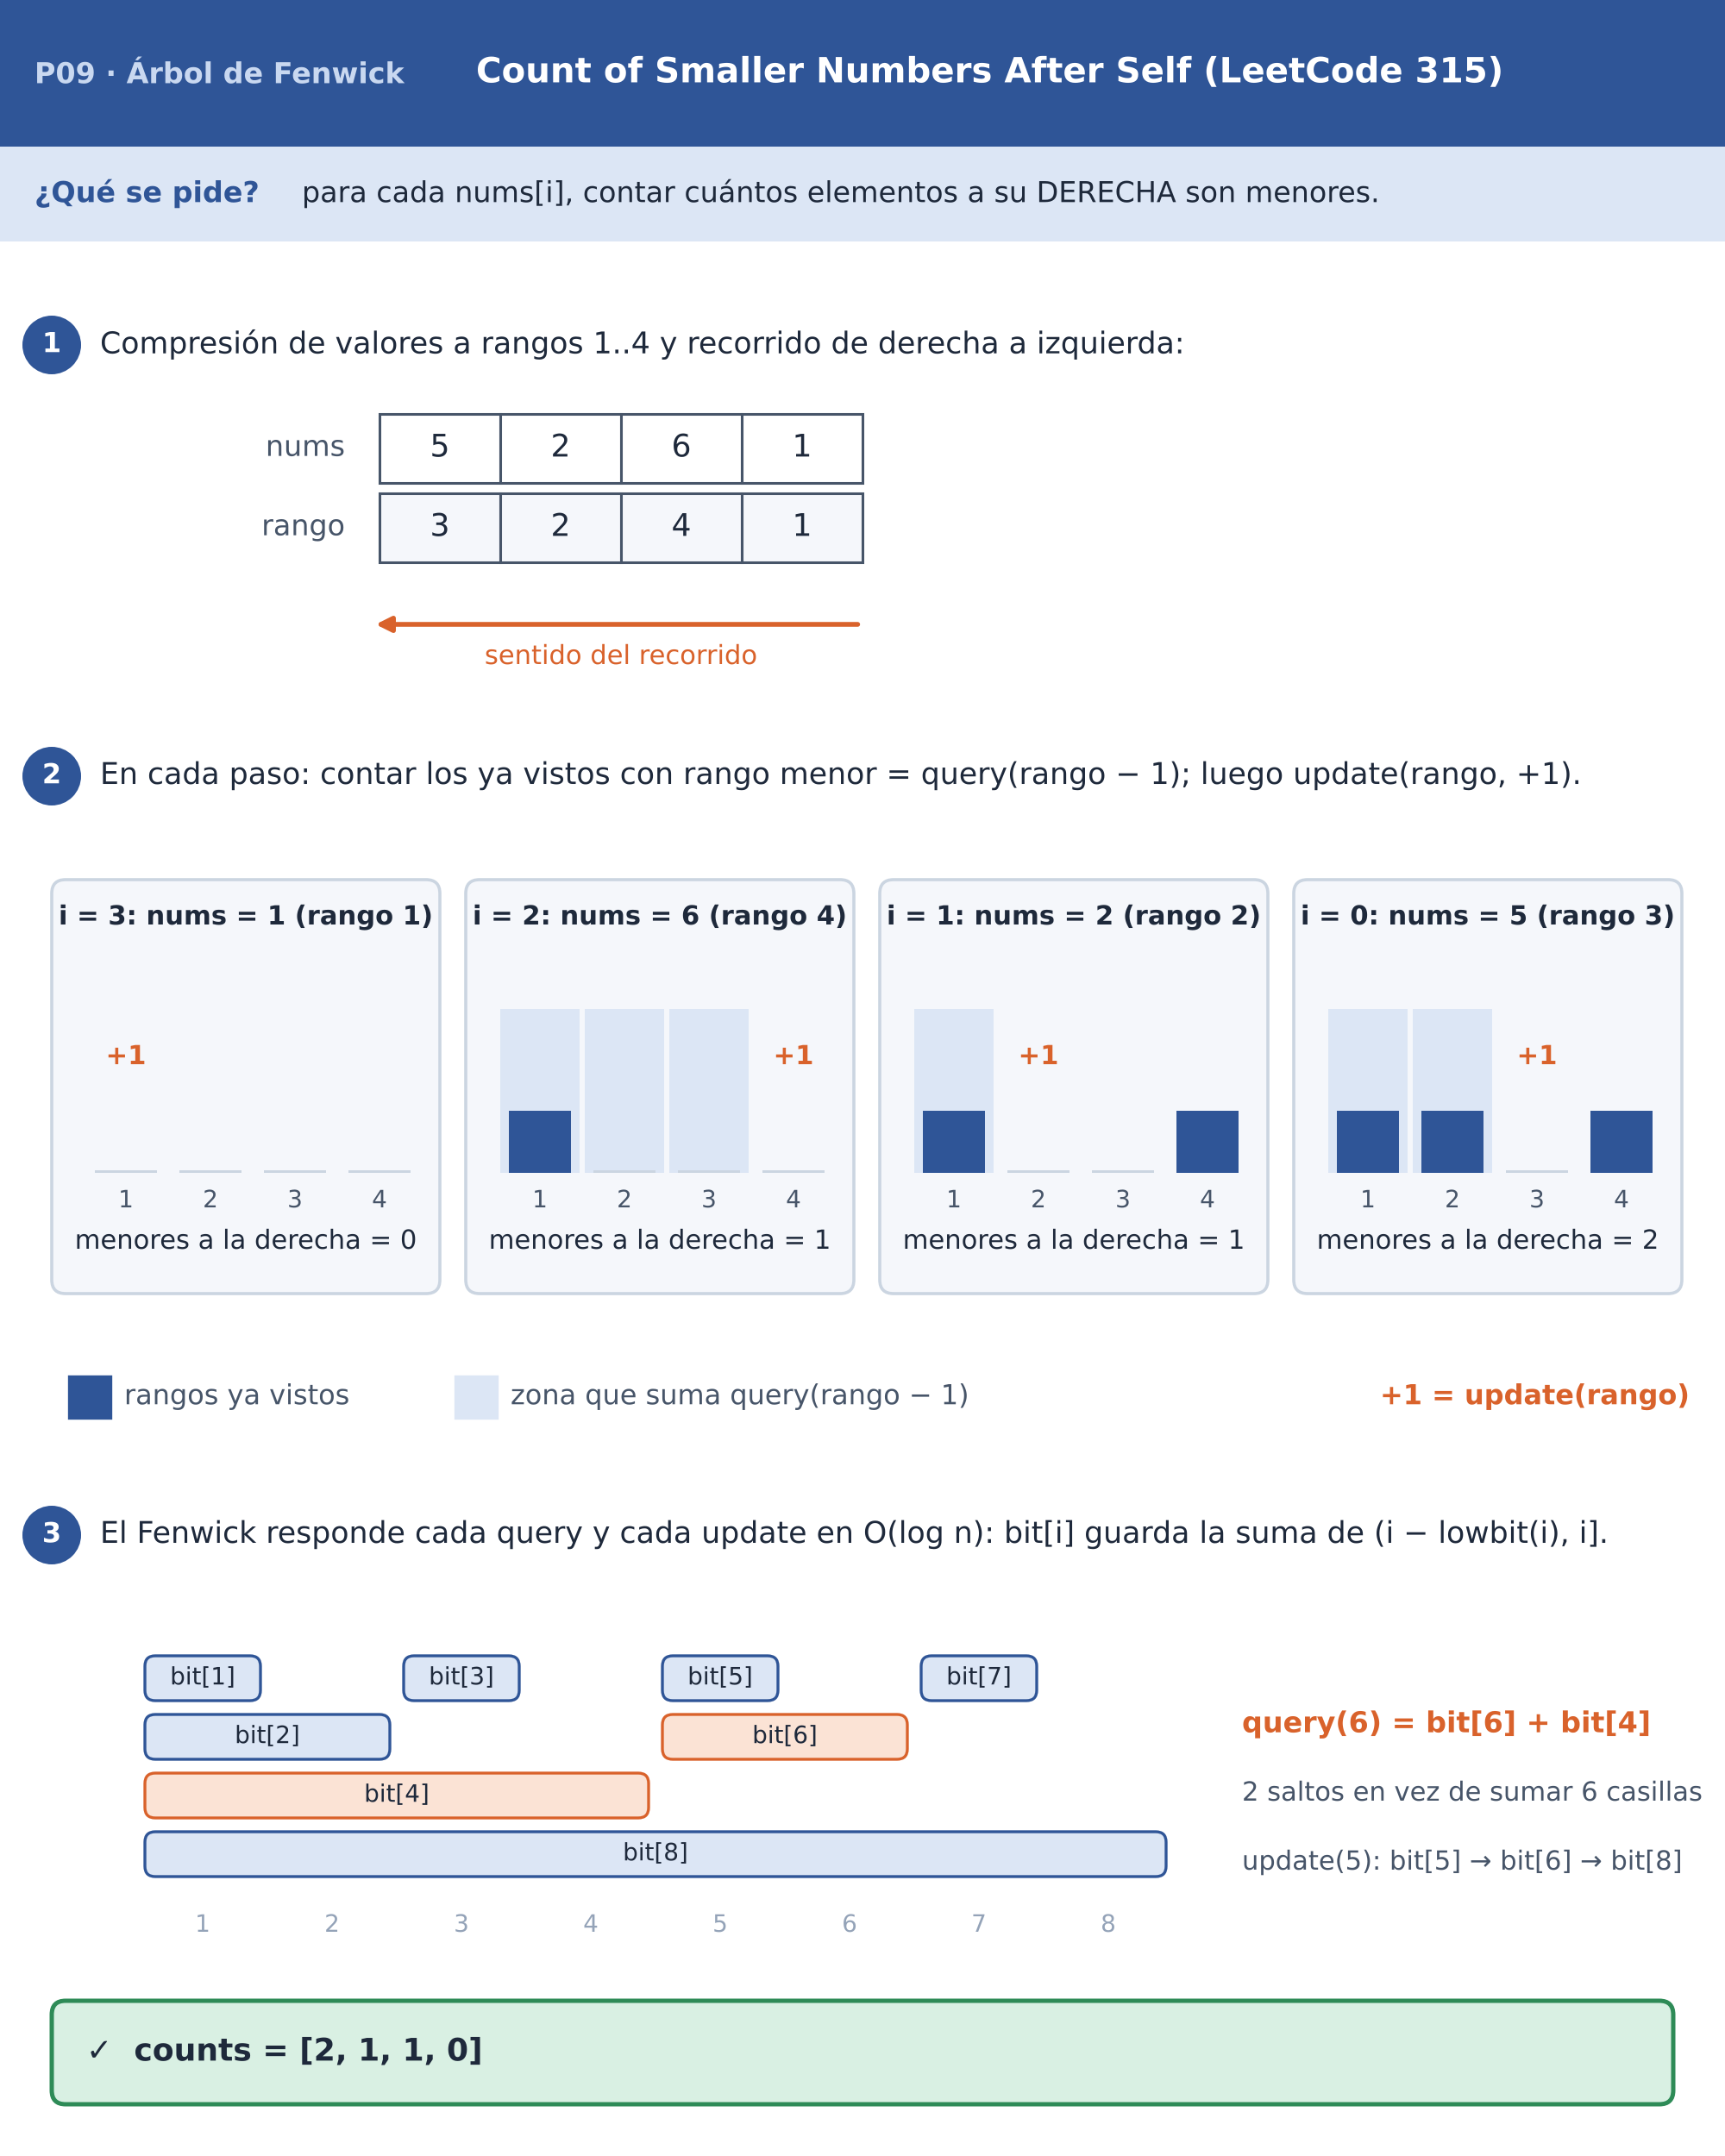 P09 · Árbol de Fenwick Count of Smaller Numbers After Self (LeetCode 315)
¿Qué se pide? para cada nums[i], contar cuántos elementos a su DERECHA son menores.
1 Compresión de valores a rangos 1..4 y recorrido de derecha a izquierda:
nums 5 2 6 1
rango 3 2 4 1
sentido del recorrido
2 En cada paso: contar los ya vistos con rango menor = query(rango − 1); luego update(rango, +1).
i = 3: nums = 1 (rango 1)
+1
1 2 3 4
menores a la derecha = 0
i = 2: nums = 6 (rango 4)
+1
1 2 3 4
menores a la derecha = 1
i = 1: nums = 2 (rango 2)
+1
1 2 3 4
menores a la derecha = 1
i = 0: nums = 5 (rango 3)
+1
1 2 3 4
menores a la derecha = 2
rangos ya vistos
zona que suma query(rango − 1)
+1 = update(rango)
3 El Fenwick responde cada query y cada update en O(log n): bit[i] guarda la suma de (i − lowbit(i), i].
bit[1] bit[3] bit[5] bit[7]
bit[2] bit[6]
bit[4]
bit[8]
1 2 3 4 5 6 7 8
query(6) = bit[6] + bit[4]
2 saltos en vez de sumar 6 casillas
update(5): bit[5] → bit[6] → bit[8]
✓ counts = [2, 1, 1, 0]